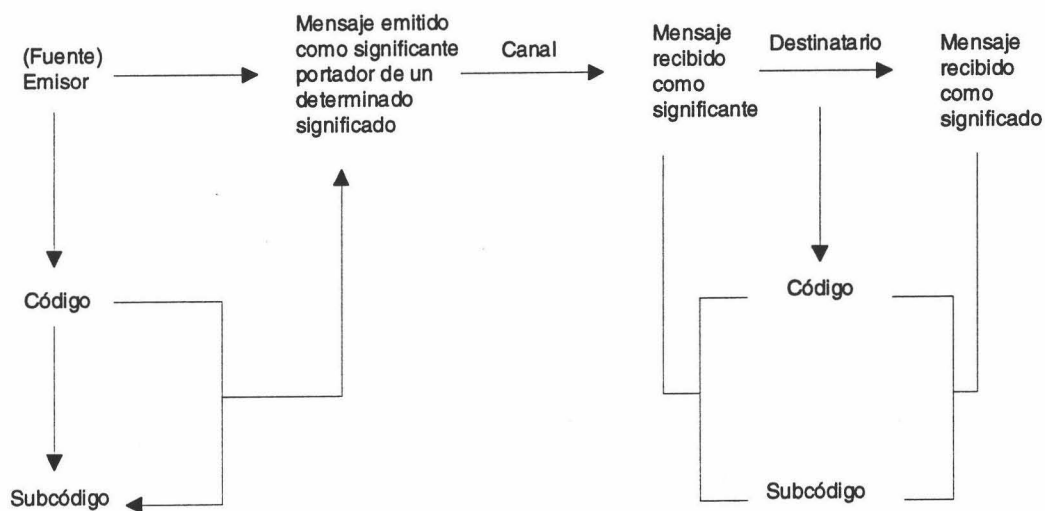 (Fuente)
Emisor
Mensaje emitido
como significante
portador de un
determinado
significado
Canal
Mensaje
recibido
como
significante
Destinatario
Mensaje
recibido
como
significado
Código
Subcódigo
Código
Subcódigo